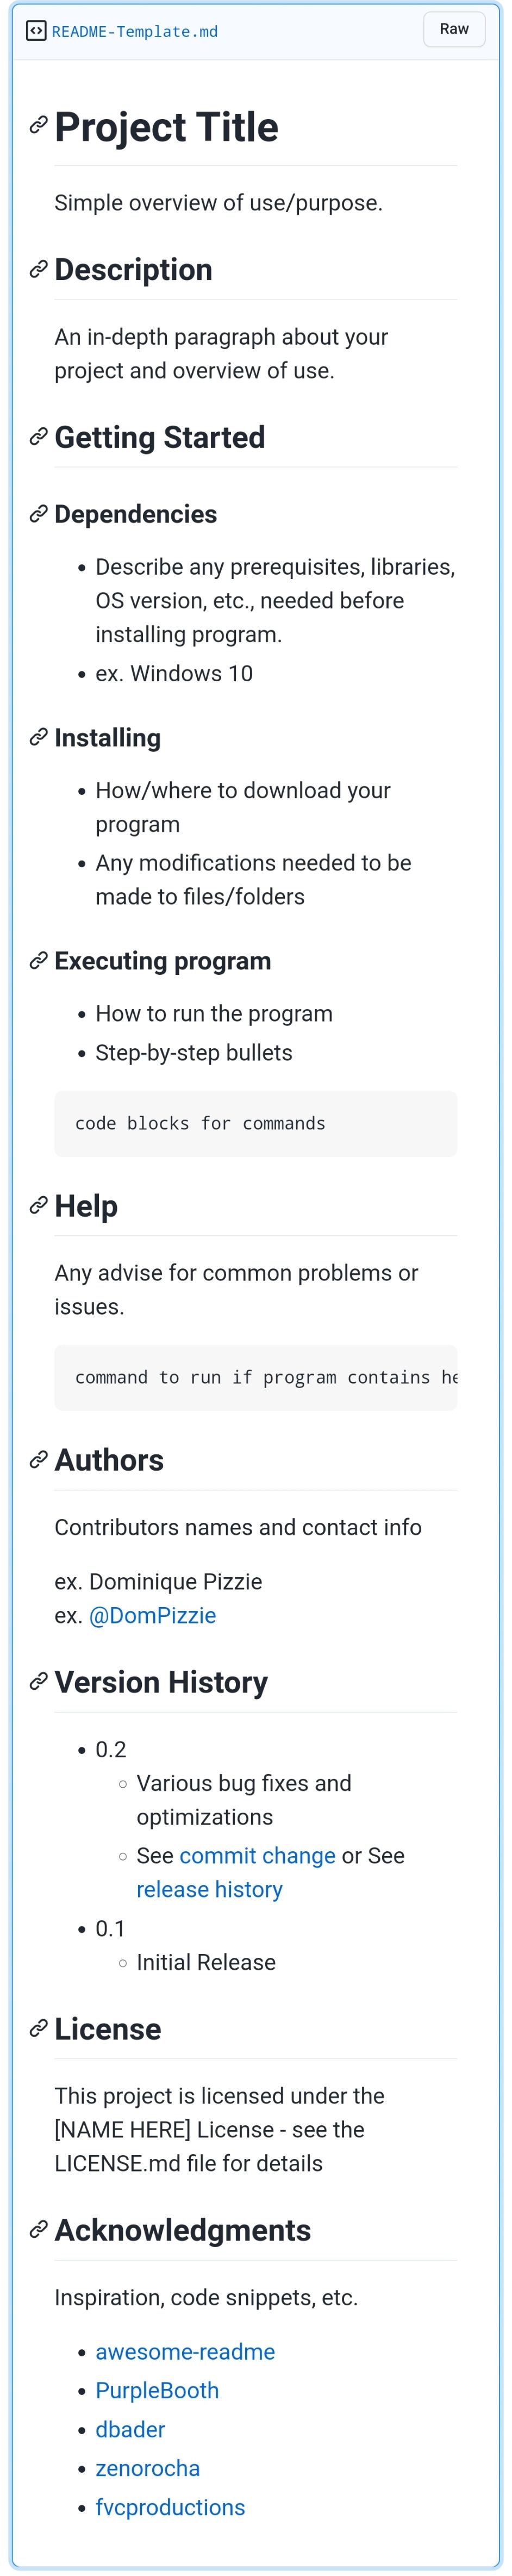 README-Template.md
Raw
Project Title
Simple overview of use/purpose.
Description
An in-depth paragraph about your
project and overview of use.
Getting Started
Dependencies
• Describe any prerequisites, libraries,
OS version, etc., needed before
installing program.
• ex. Windows 10
Installing
• How/where to download your
program
• Any modifications needed to be
made to files/folders
Executing program
• How to run the program
• Step-by-step bullets
code blocks for commands
Help
Any advise for common problems or
issues.
command to run if program contains he
Authors
Contributors names and contact info
ex. Dominique Pizzie
ex. @DomPizzie
Version History
• 0.2
◦ Various bug fixes and
optimizations
◦ See commit change or See
release history
• 0.1
◦ Initial Release
License
This project is licensed under the
[NAME HERE] License - see the
LICENSE.md file for details
Acknowledgments
Inspiration, code snippets, etc.
• awesome-readme
• PurpleBooth
• dbader
• zenorocha
• fvcproductions